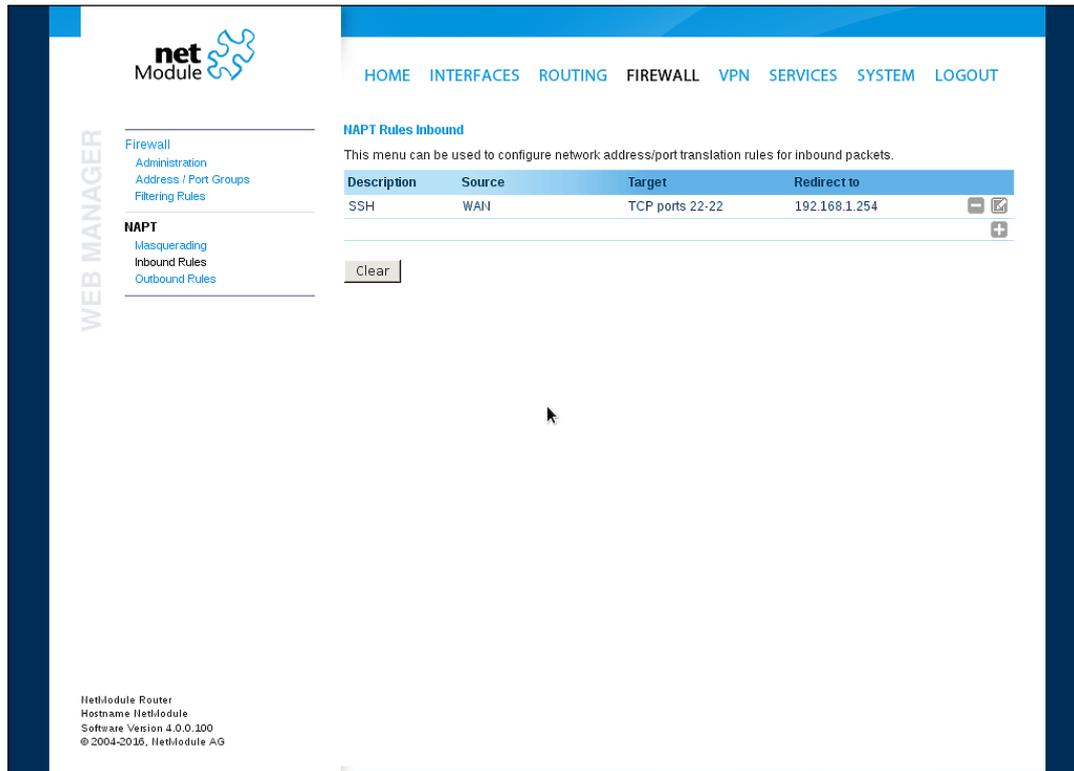 net
Module
HOME INTERFACES ROUTING FIREWALL VPN SERVICES SYSTEM LOGOUT
WEB MANAGER
Firewall
Administration
Address / Port Groups
Filtering Rules
NAPT
Masquerading
Inbound Rules
Outbound Rules
NAPT Rules Inbound
This menu can be used to configure network address/port translation rules for inbound packets.
Description Source Target Redirect to
SSH WAN TCP ports 22-22 192.168.1.254
Clear
NetModule Router
Hostname NetModule
Software Version 4.0.0.100
© 2004-2016, NetModule AG